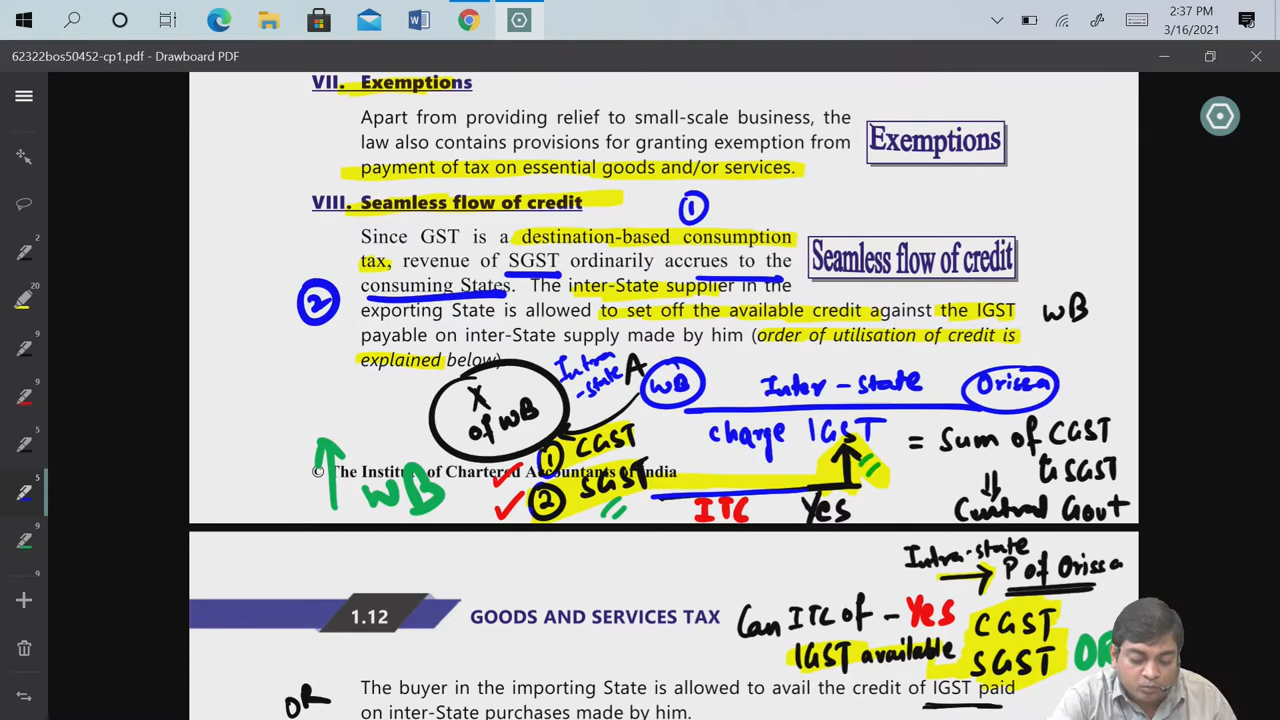 2:37 PM
3/16/2021
62322bos50452-cp1.pdf - Drawboard PDF
VII. Exemptions
Apart from providing relief to small-scale business, the
law also contains provisions for granting exemption from
payment of tax on essential goods and/or services.
Exemptions
VIII. Seamless flow of credit
1
Since GST is a destination-based consumption
tax, revenue of SGST ordinarily accrues to the
consuming States. The inter-State supplier in the
exporting State is allowed to set off the available credit against the IGST
payable on inter-State supply made by him (order of utilisation of credit is
explained below)
Seamless flow of credit
2
WB
X
of WB
Intra
-state
A
WB
Inter-state
Orissa
charge IGST
= Sum of CGST
& SGST
Central Govt
1 CGST
© The Institute of Chartered Accountants of India
WB
2 SGST
ITC
Yes
Intra-state
P of Orissa
1.12
GOODS AND SERVICES TAX
Can ITC of - Yes
IGST available
CGST
SGST
OR
OR
The buyer in the importing State is allowed to avail the credit of IGST paid
on inter-State purchases made by him.
2
9
9
9
5
5
9
9